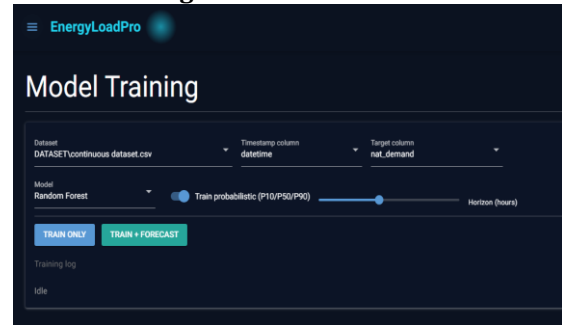 ≡ EnergyLoadPro
Model Training
Dataset
DATASET\continuous dataset.csv
Timestamp column
datetime
Target column
nat_demand
Model
Random Forest
Train probabilistic (P10/P50/P90)
Horizon (hours)
TRAIN ONLY
TRAIN + FORECAST
Training log
Idle